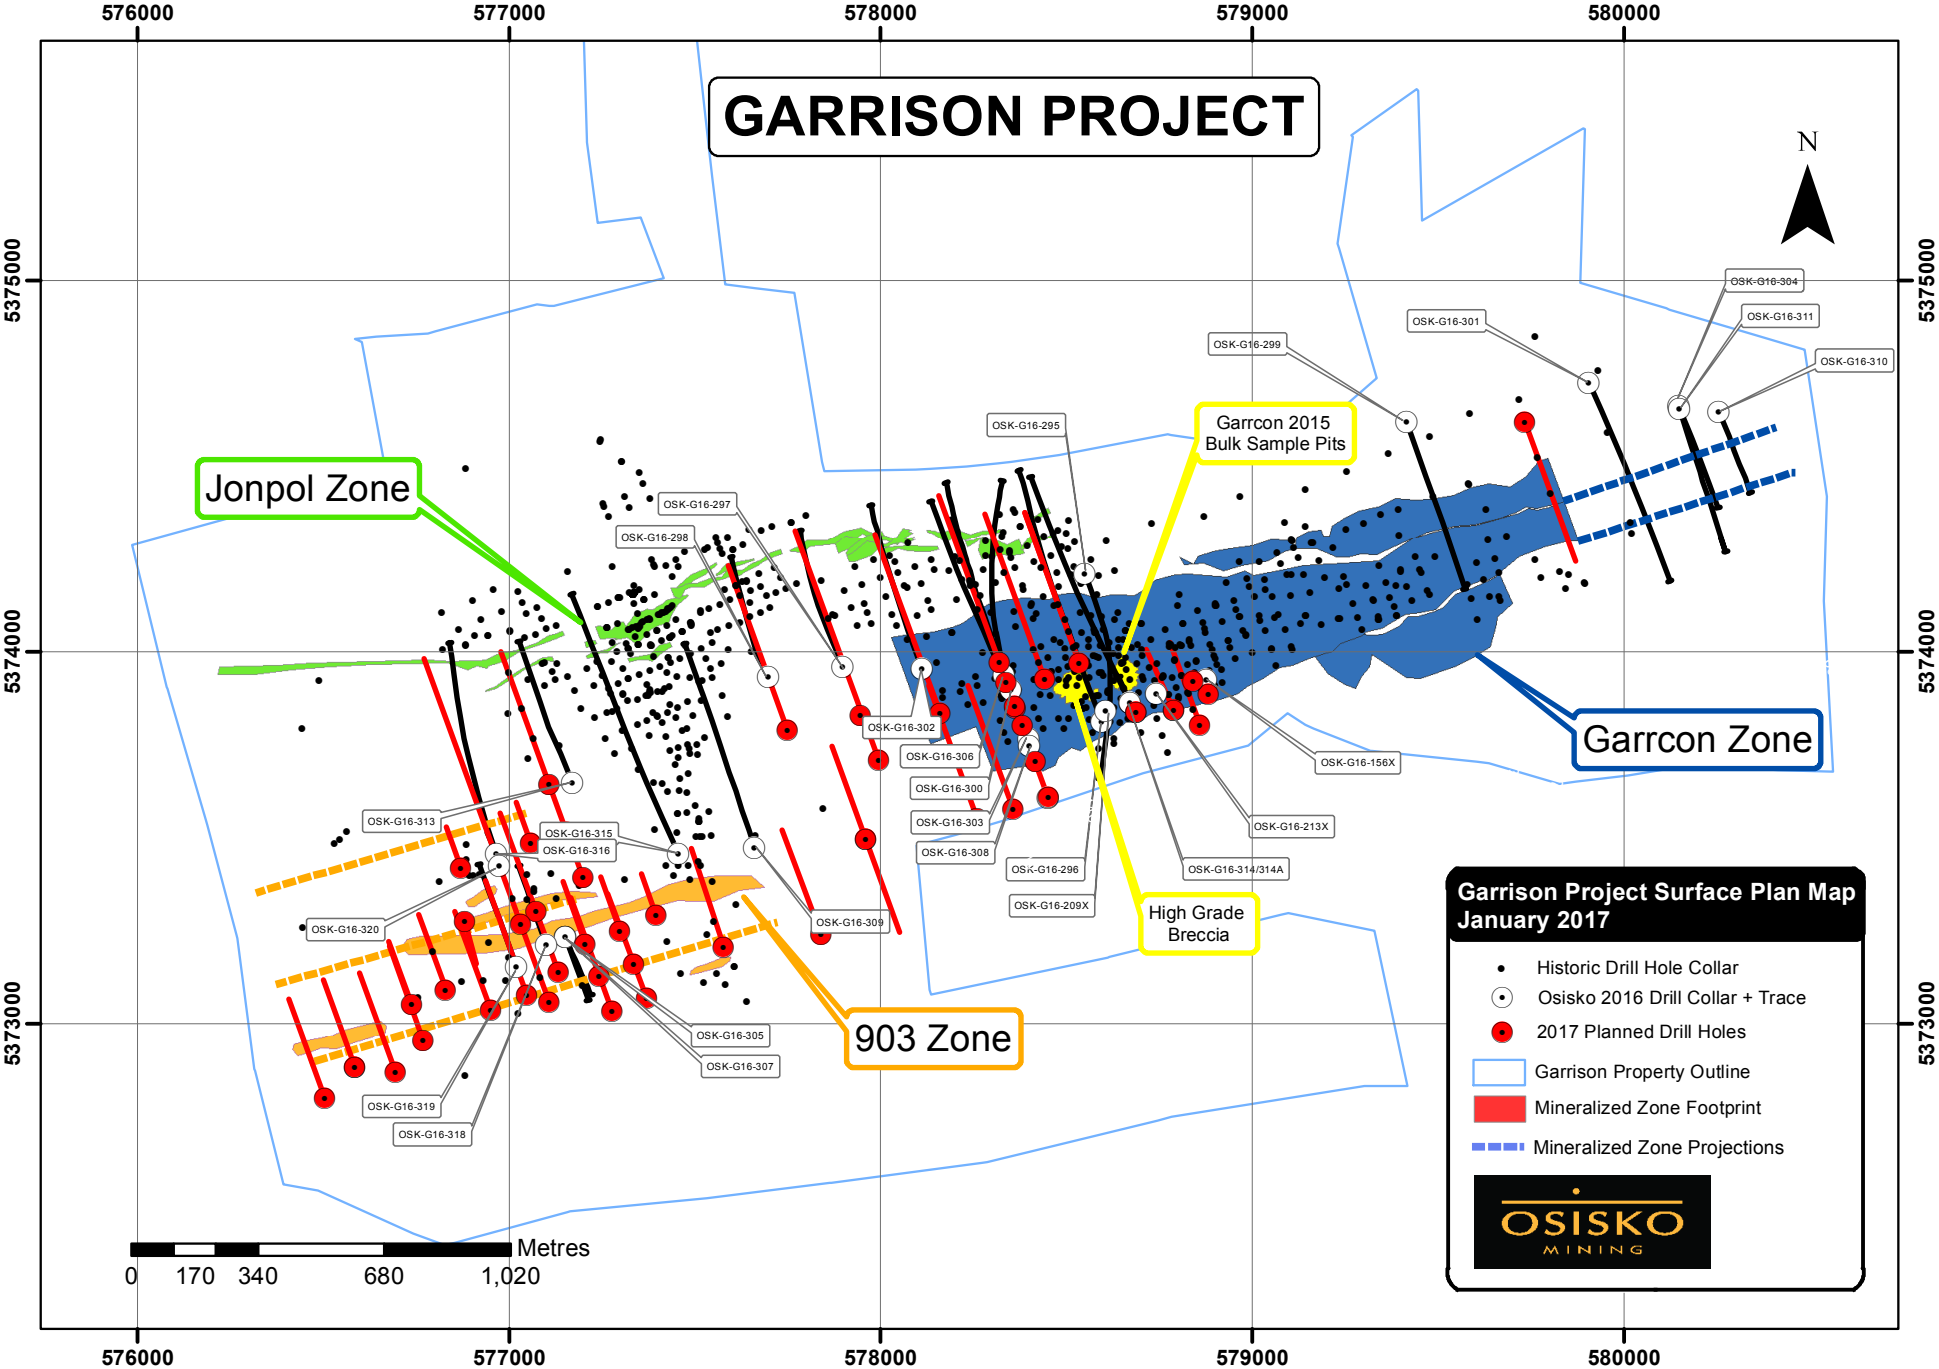 576000
577000
578000
579000
580000
GARRISON PROJECT
N
5375000
5375000
OSK-G16-304
OSK-G16-311
OSK-G16-301
OSK-G16-299
OSK-G16-310
Garrcon 2015
Bulk Sample Pits
OSK-G16-295
Jonpol Zone
OSK-G16-297
OSK-G16-298
5374000
5374000
OSK-G16-302
Garrcon Zone
OSK-G16-306
OSK-G16-156X
OSK-G16-300
OSK-G16-313
OSK-G16-303
OSK-G16-213X
OSK-G16-315
OSK-G16-316
OSK-G16-308
OSK-G16-296
OSK-G16-314/314A
OSK-G16-209X
High Grade
Breccia
OSK-G16-309
OSK-G16-320
5373000
5373000
OSK-G16-305
903 Zone
OSK-G16-307
OSK-G16-319
OSK-G16-318
Garrison Project Surface Plan Map
January 2017
Historic Drill Hole Collar
Osisko 2016 Drill Collar + Trace
2017 Planned Drill Holes
Garrison Property Outline
Mineralized Zone Footprint
Mineralized Zone Projections
OSISKO
MINING
Metres
0 170 340 680 1,020
576000
577000
578000
579000
580000